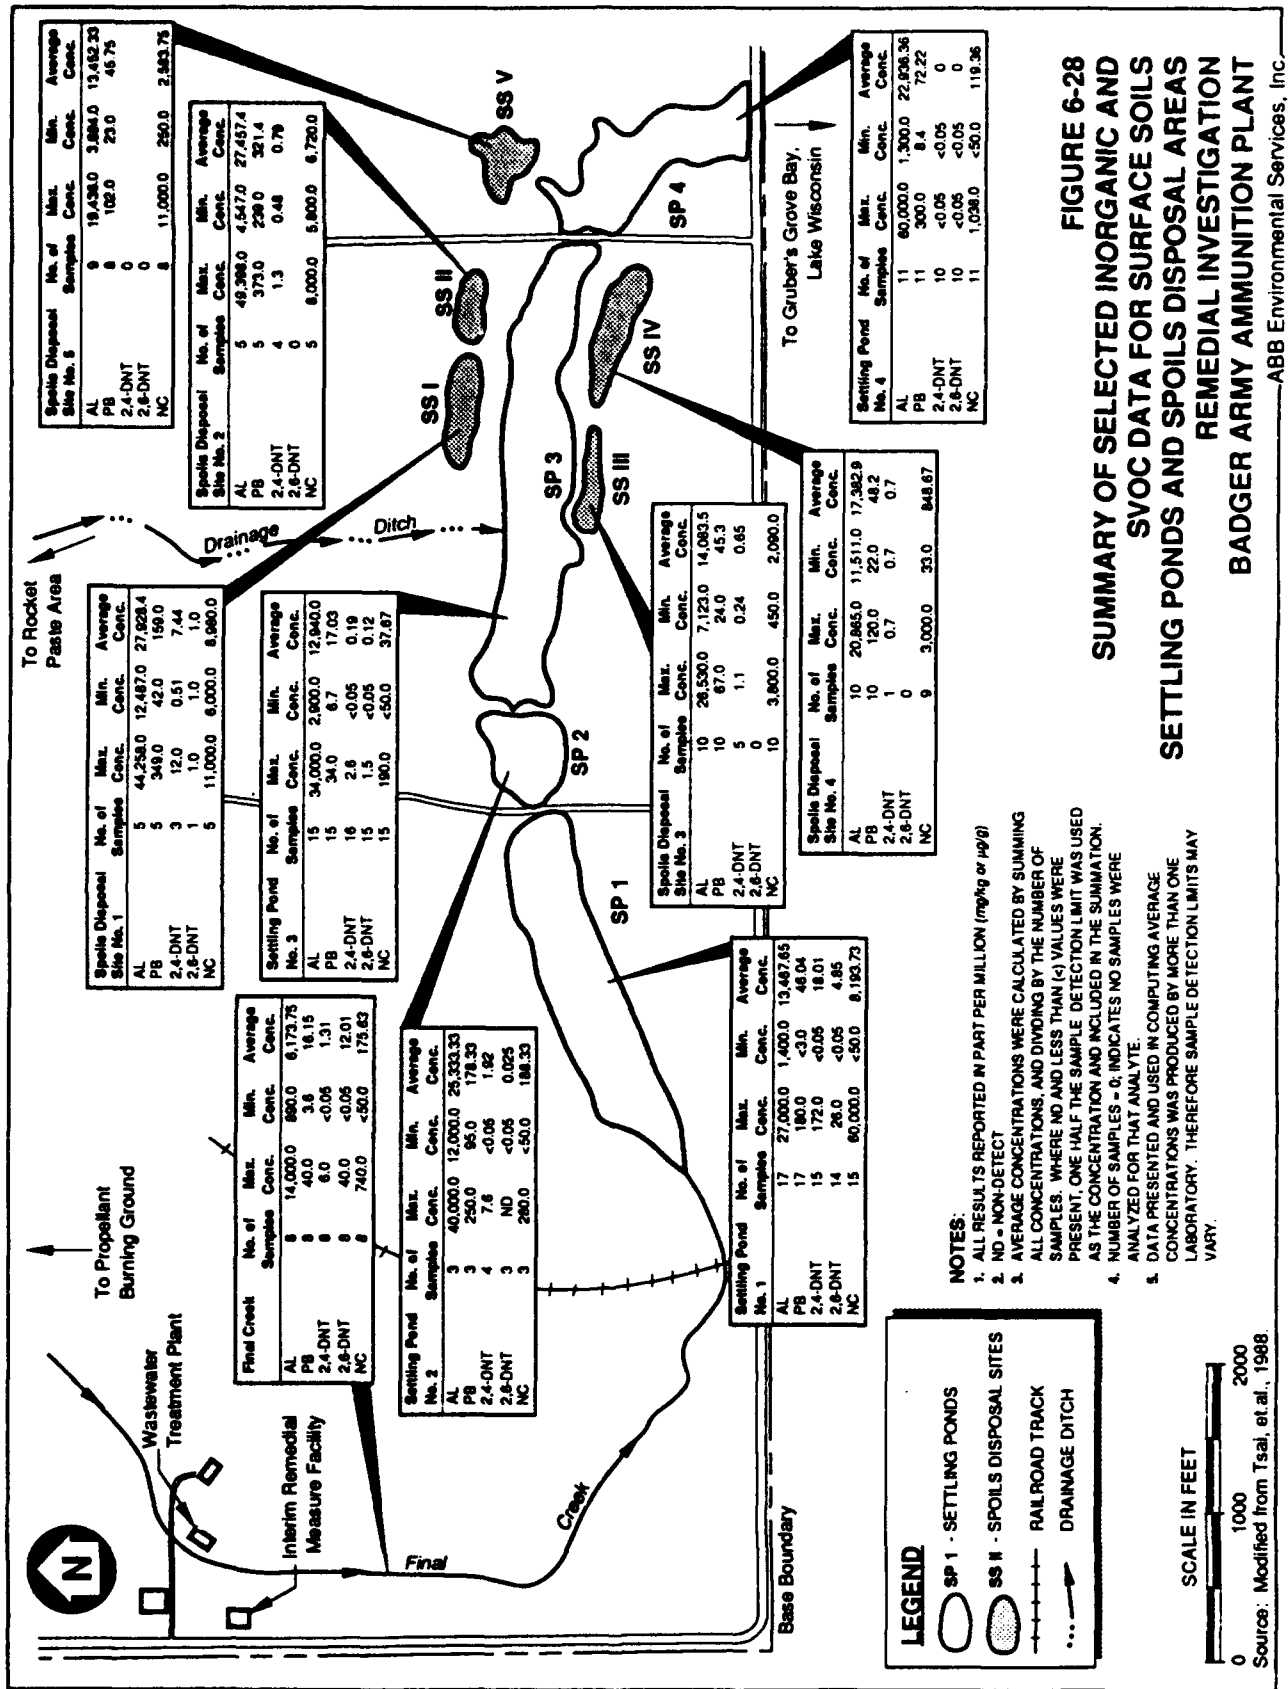 To Propellant
Burning Ground
Wastewater
Treatment Plant
Interim Remedial
Measure Facility
N
Final
Creek
Base Boundary
To Rocket
Paste Area
Drainage
Ditch
To Gruber's Grove Bay,
Lake Wisconsin
SP 1
SP 2
SP 3
SP 4
SS I
SS II
SS III
SS IV
SS V
Final Creek No. of Samples Max. Conc. Min. Conc. Average Conc.
AL 8 14,000.0 890.0 6,173.75
PB 8 40.0 3.6 16.15
2,4-DNT 8 6.0 <0.05 1.31
2,6-DNT 8 40.0 <0.05 12.01
NC 8 740.0 <50.0 175.63
Settling Pond No. 2 No. of Samples Max. Conc. Min. Conc. Average Conc.
AL 3 40,000.0 12,000.0 25,333.33
PB 3 250.0 95.0 178.33
2,4-DNT 4 7.6 <0.05 1.92
2,6-DNT 3 ND <0.05 0.025
NC 3 280.0 <50.0 188.33
Settling Pond No. 1 No. of Samples Max. Conc. Min. Conc. Average Conc.
AL 17 27,000.0 1,400.0 13,467.65
PB 17 180.0 <3.0 46.04
2,4-DNT 15 172.0 <0.05 18.01
2,6-DNT 14 26.0 <0.05 4.85
NC 15 60,000.0 <50.0 8,193.73
Spoils Disposal Site No. 1 No. of Samples Max. Conc. Min. Conc. Average Conc.
AL 5 44,258.0 12,487.0 27,928.4
PB 5 349.0 42.0 159.0
2,4-DNT 3 12.0 0.51 7.44
2,6-DNT 1 1.0 1.0 1.0
NC 5 11,000.0 6,000.0 8,980.0
Settling Pond No. 3 No. of Samples Max. Conc. Min. Conc. Average Conc.
AL 15 34,000.0 2,900.0 12,940.0
PB 15 34.0 6.7 17.03
2,4-DNT 16 2.6 <0.05 0.19
2,6-DNT 15 1.5 <0.05 0.12
NC 15 190.0 <50.0 37.67
Spoils Disposal Site No. 3 No. of Samples Max. Conc. Min. Conc. Average Conc.
AL 10 26,530.0 7,123.0 14,083.5
PB 10 67.0 24.0 45.3
2,4-DNT 5 1.1 0.24 0.65
2,6-DNT 0
NC 10 3,800.0 450.0 2,090.0
Spoils Disposal Site No. 4 No. of Samples Max. Conc. Min. Conc. Average Conc.
AL 10 20,865.0 11,511.0 17,382.9
PB 10 120.0 22.0 48.2
2,4-DNT 1 0.7 0.7 0.7
2,6-DNT 0
NC 9 3,000.0 33.0 848.67
Spoils Disposal Site No. 5 No. of Samples Max. Conc. Min. Conc. Average Conc.
AL 9 19,438.0 3,894.0 13,452.33
PB 8 102.0 23.0 46.75
2,4-DNT 0
2,6-DNT 0
NC 8 11,000.0 250.0 2,583.75
Spoils Disposal Site No. 2 No. of Samples Max. Conc. Min. Conc. Average Conc.
AL 5 49,398.0 4,547.0 27,457.4
PB 5 373.0 239.0 321.4
2,4-DNT 4 1.3 0.48 0.79
2,6-DNT 0
NC 5 8,000.0 5,800.0 6,720.0
Settling Pond No. 4 No. of Samples Max. Conc. Min. Conc. Average Conc.
AL 11 60,000.0 1,300.0 22,936.36
PB 11 300.0 8.4 72.22
2,4-DNT 10 <0.05 <0.05 0
2,6-DNT 10 <0.05 <0.05 0
NC 11 1,038.0 <50.0 119.36
LEGEND
SP 1 - SETTLING PONDS
SS II - SPOILS DISPOSAL SITES
RAILROAD TRACK
DRAINAGE DITCH
NOTES:
1. ALL RESULTS REPORTED IN PART PER MILLION (mg/kg or µg/g)
2. ND = NON-DETECT
3. AVERAGE CONCENTRATIONS WERE CALCULATED BY SUMMING
ALL CONCENTRATIONS, AND DIVIDING BY THE NUMBER OF
SAMPLES. WHERE ND AND LESS THAN (<) VALUES WERE
PRESENT, ONE HALF THE SAMPLE DETECTION LIMIT WAS USED
AS THE CONCENTRATION AND INCLUDED IN THE SUMMATION.
4. NUMBER OF SAMPLES = 0; INDICATES NO SAMPLES WERE
ANALYZED FOR THAT ANALYTE.
5. DATA PRESENTED AND USED IN COMPUTING AVERAGE
CONCENTRATIONS WAS PRODUCED BY MORE THAN ONE
LABORATORY. THEREFORE SAMPLE DETECTION LIMITS MAY
VARY.
SCALE IN FEET
0 1000 2000
Source: Modified from Tsai, et.al., 1988
FIGURE 6-28
SUMMARY OF SELECTED INORGANIC AND
SVOC DATA FOR SURFACE SOILS
SETTLING PONDS AND SPOILS DISPOSAL AREAS
REMEDIAL INVESTIGATION
BADGER ARMY AMMUNITION PLANT
ABB Environmental Services, Inc.